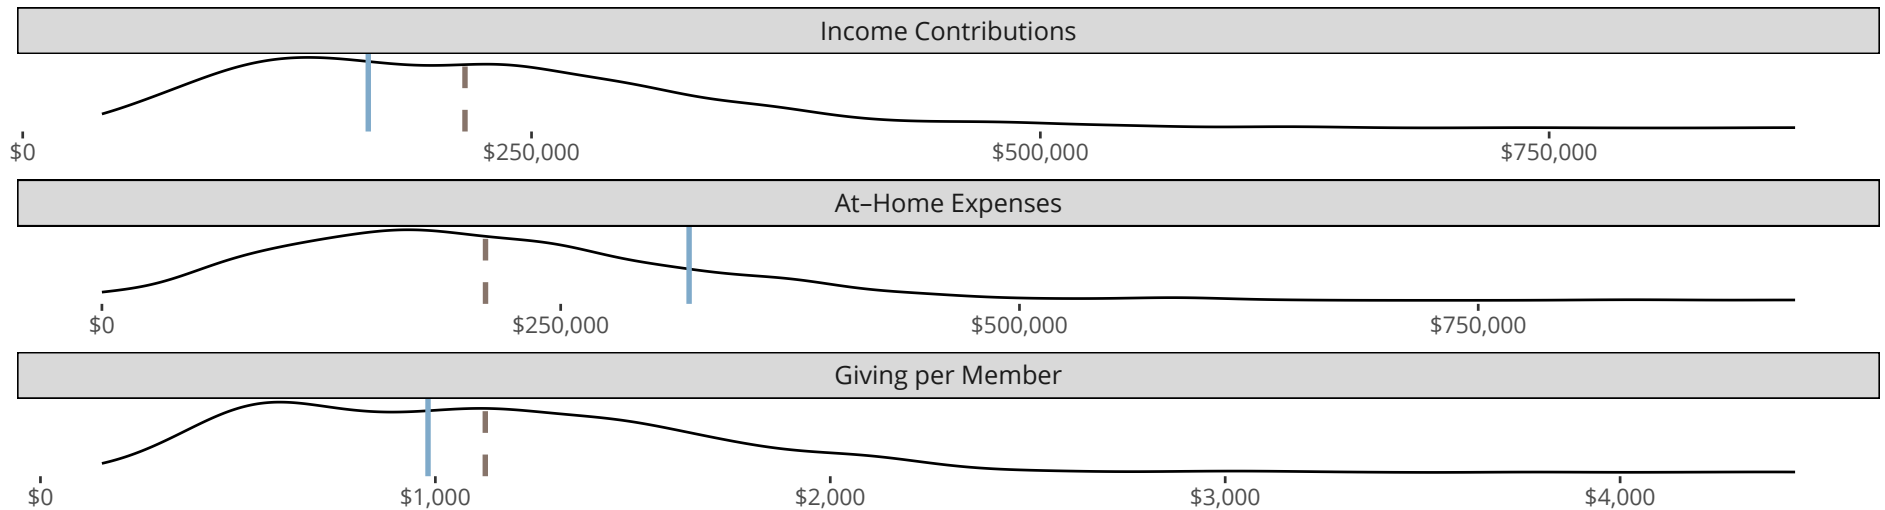 Income Contributions
$0 $250,000 $500,000 $750,000
At–Home Expenses
$0 $250,000 $500,000 $750,000
Giving per Member
$0 $1,000 $2,000 $3,000 $4,000